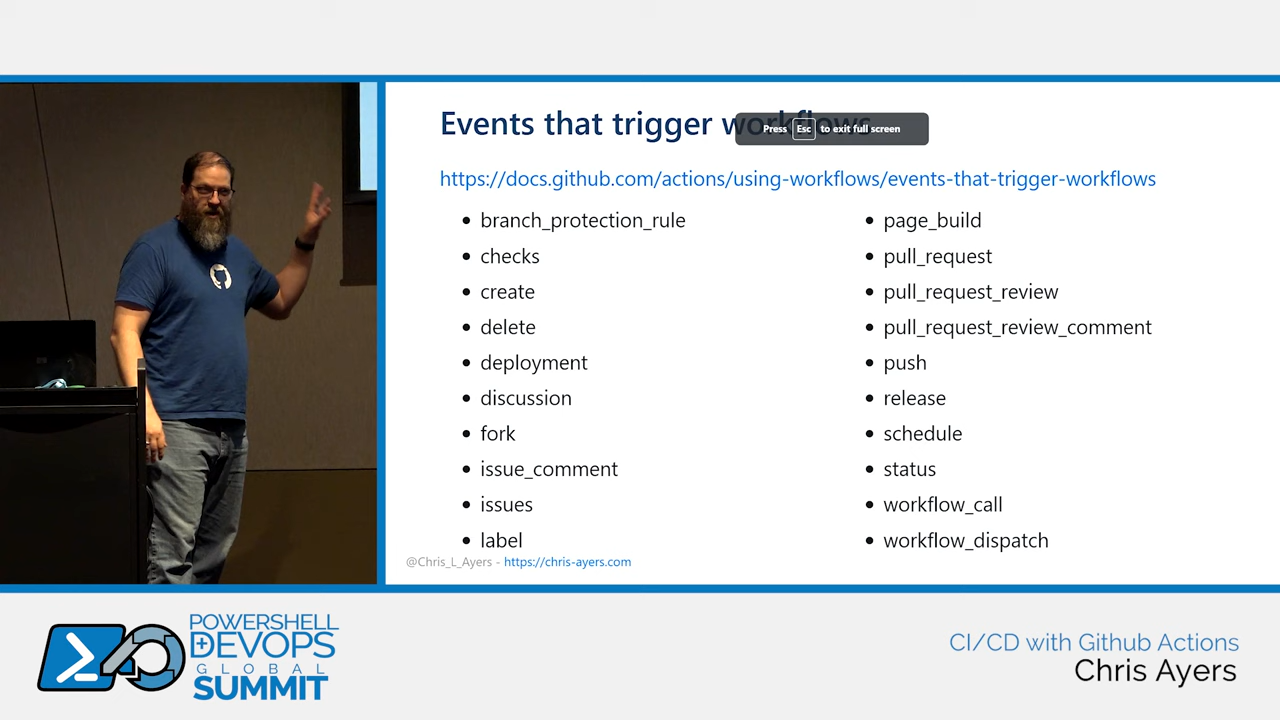 Events that trigger workflows
Press Esc to exit full screen
https://docs.github.com/actions/using-workflows/events-that-trigger-workflows
branch_protection_rule
checks
create
delete
deployment
discussion
fork
issue_comment
issues
label
page_build
pull_request
pull_request_review
pull_request_review_comment
push
release
schedule
status
workflow_call
workflow_dispatch
@Chris_L_Ayers - https://chris-ayers.com
POWERSHELL
+DEVOPS
GLOBAL
SUMMIT
CI/CD with Github Actions
Chris Ayers